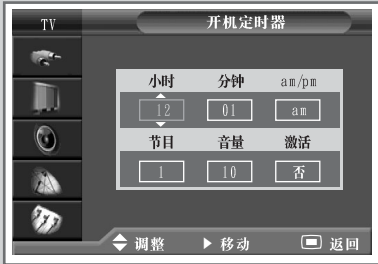 TV 开机定时器
小时 分钟 am/pm
12 01 am
节目 音量 激活
1 10 否
调整 移动 返回